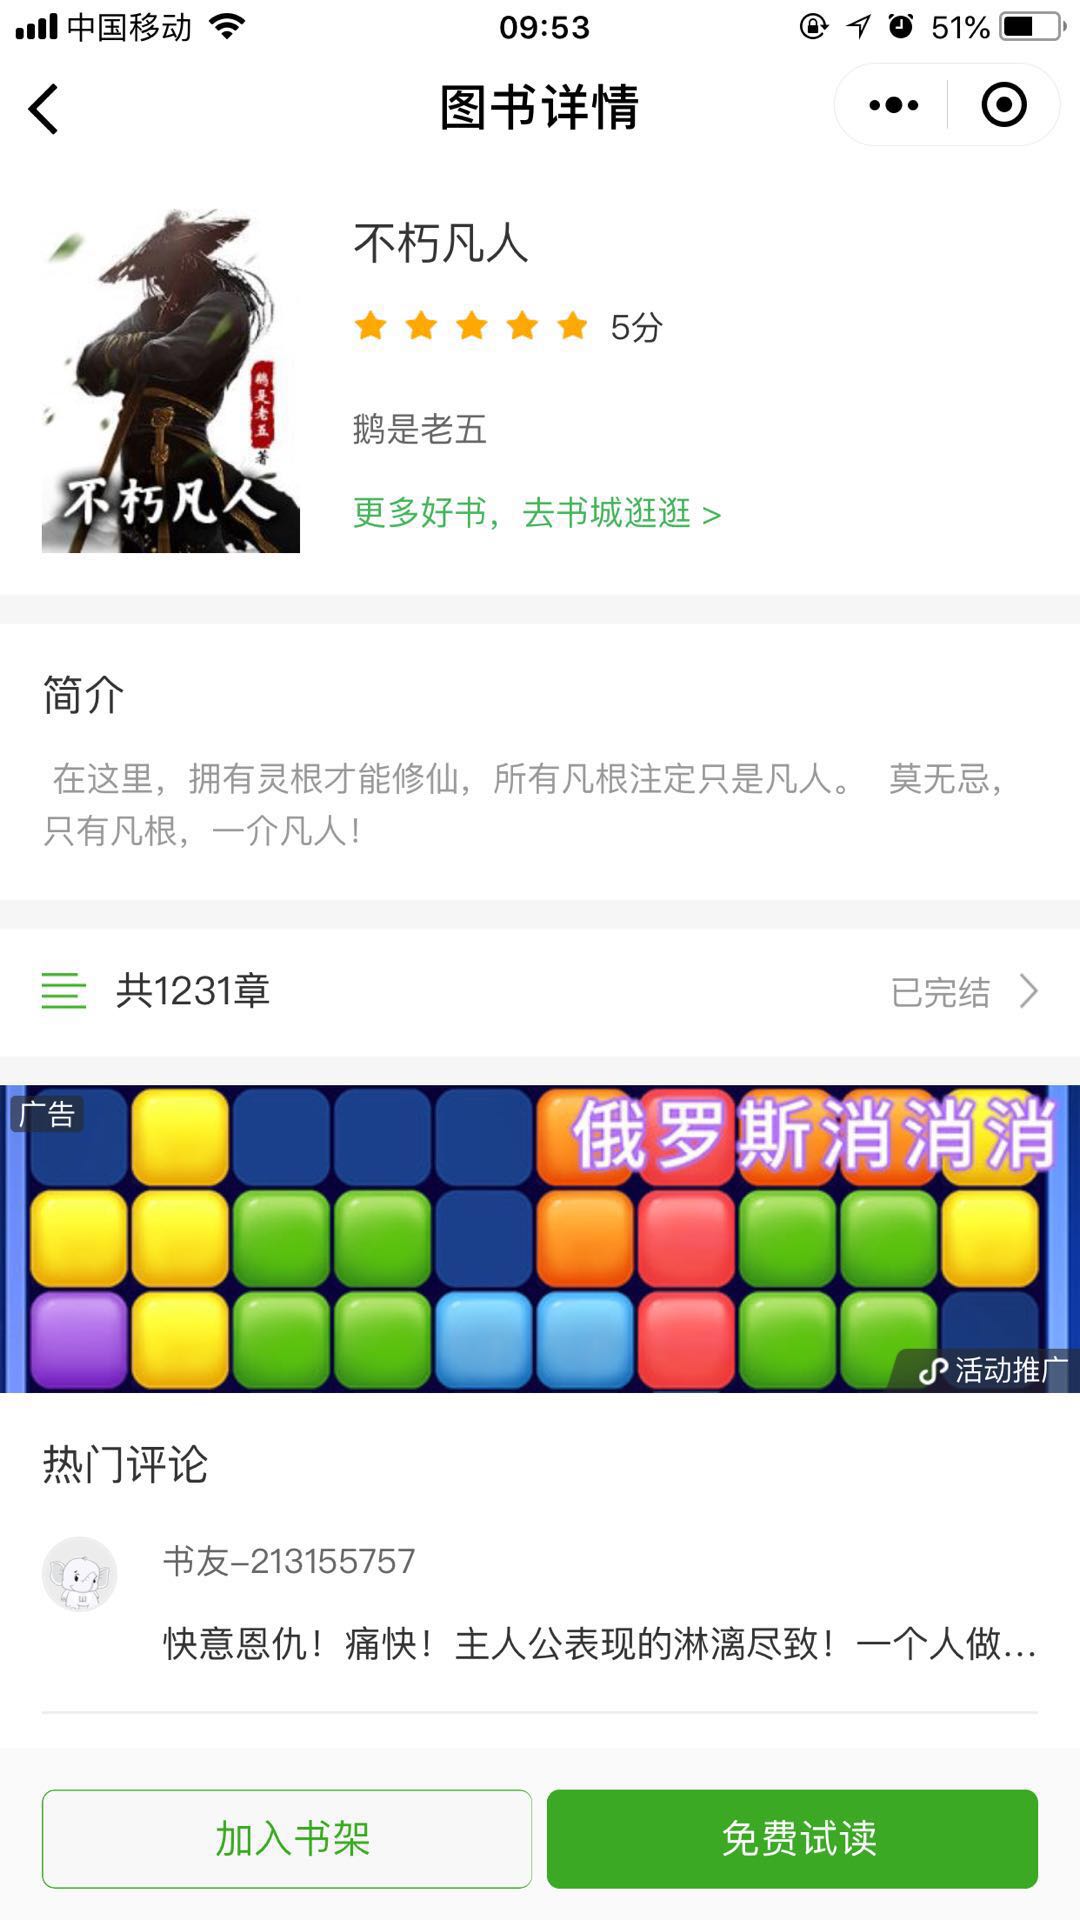 中国移动
09:53
51%
图书详情
不朽凡人
5分
鹅是老五
更多好书，去书城逛逛 >
鹅是老五
著
不朽凡人
简介
在这里，拥有灵根才能修仙，所有凡根注定只是凡人。 莫无忌，
只有凡根，一介凡人！
共1231章
已完结
广告
俄罗斯消消消
活动推广
热门评论
书友-213155757
快意恩仇！痛快！主人公表现的淋漓尽致！一个人做...
加入书架
免费试读